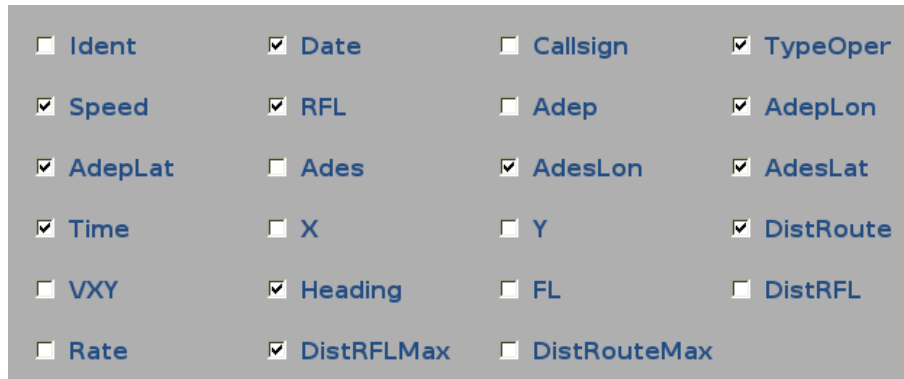 Ident Date Callsign TypeOper
Speed RFL Adep AdepLon
AdepLat Ades AdesLon AdesLat
Time X Y DistRoute
VXY Heading FL DistRFL
Rate DistRFLMax DistRouteMax